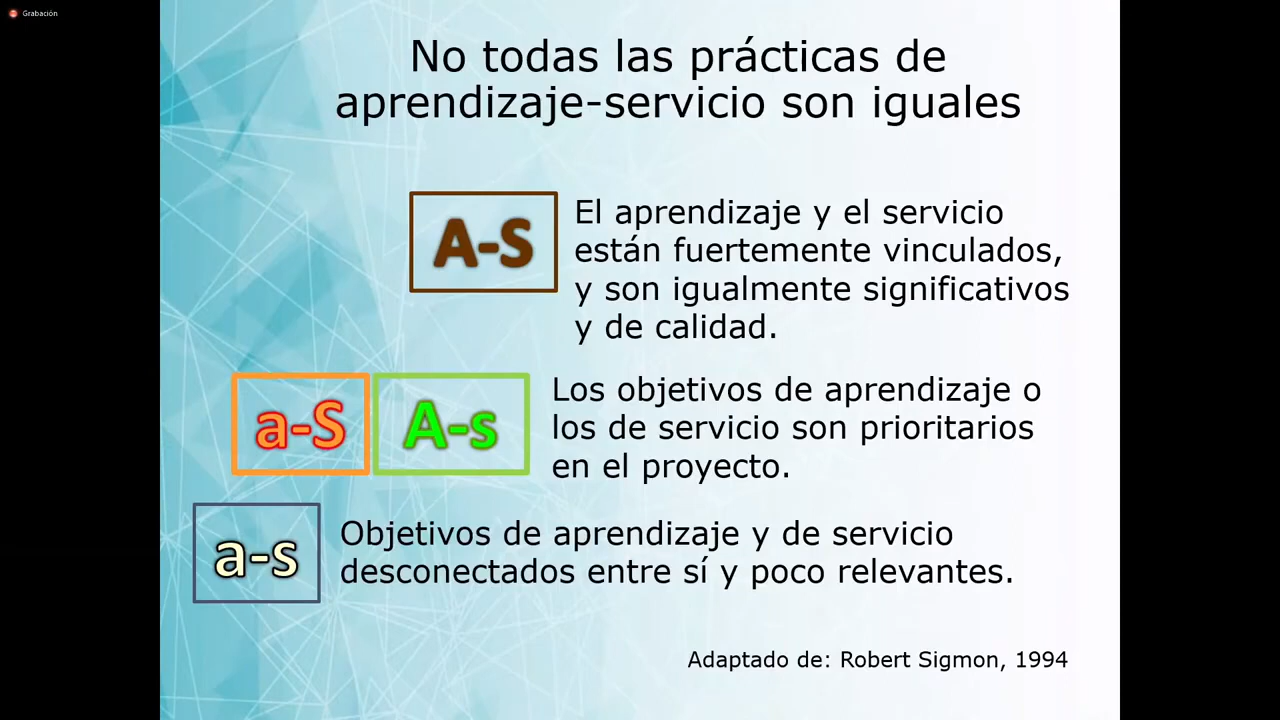 Grabación
No todas las prácticas de
aprendizaje-servicio son iguales
A-S
El aprendizaje y el servicio
están fuertemente vinculados,
y son igualmente significativos
y de calidad.
a-S
A-s
Los objetivos de aprendizaje o
los de servicio son prioritarios
en el proyecto.
a-s
Objetivos de aprendizaje y de servicio
desconectados entre sí y poco relevantes.
Adaptado de: Robert Sigmon, 1994